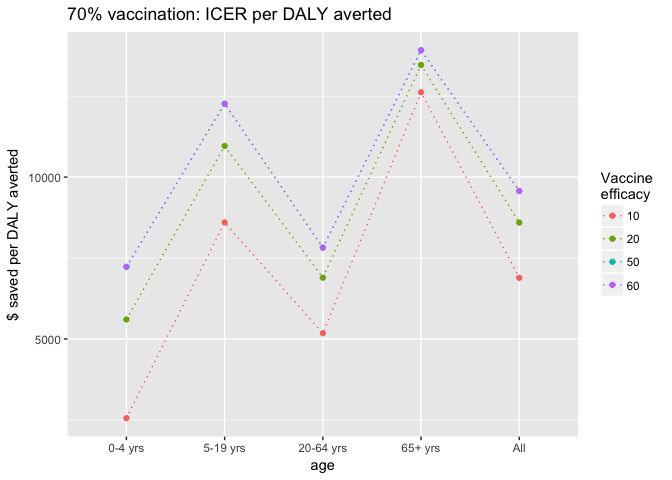 70% vaccination: ICER per DALY averted
$ saved per DALY averted
10000
5000
0-4 yrs
5-19 yrs
20-64 yrs
65+ yrs
All
age
Vaccine
efficacy
10
20
50
60